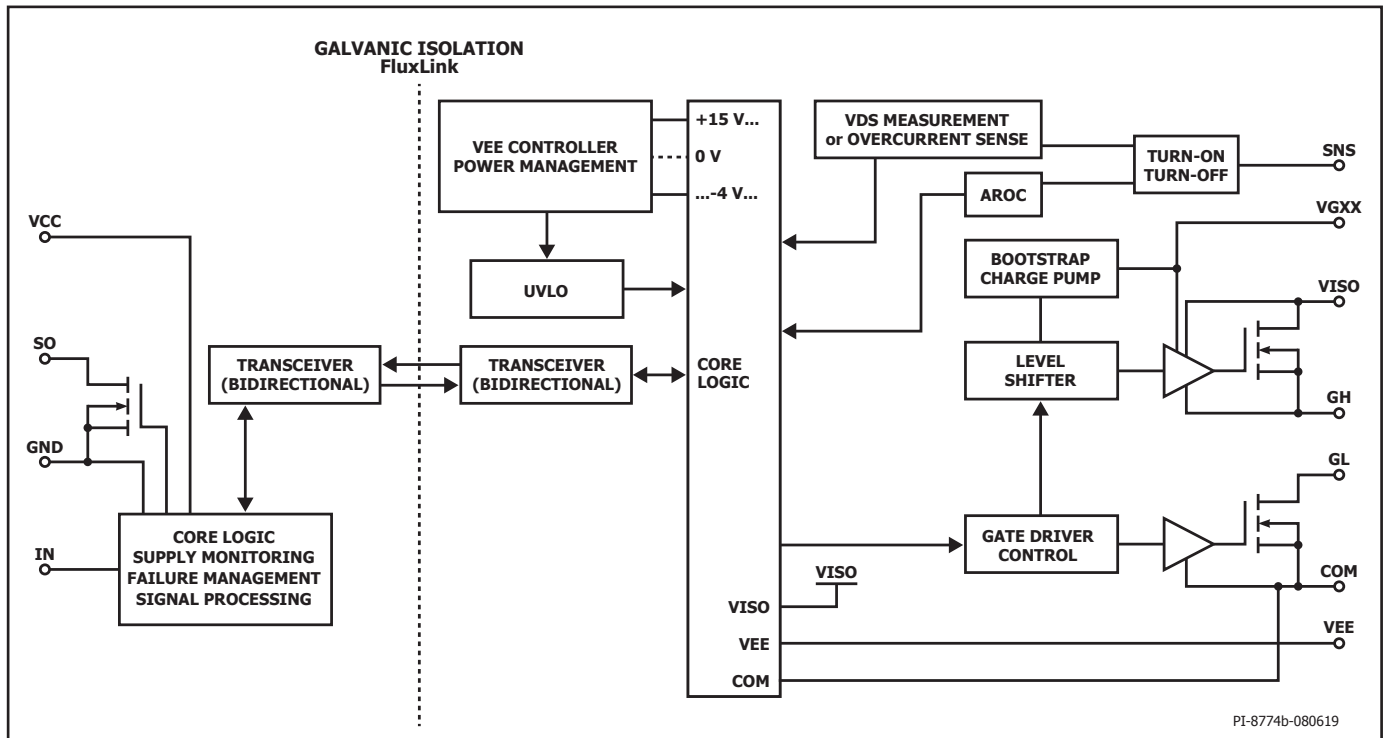 GALVANIC ISOLATION
FluxLink
VEE CONTROLLER
POWER MANAGEMENT
+15 V...
0 V
...-4 V...
VDS MEASUREMENT
or OVERCURRENT SENSE
TURN-ON
TURN-OFF
SNS
AROC
VGXX
VCC
BOOTSTRAP
CHARGE PUMP
VISO
UVLO
SO
TRANSCEIVER
(BIDIRECTIONAL)
TRANSCEIVER
(BIDIRECTIONAL)
CORE
LOGIC
LEVEL
SHIFTER
GH
GND
GL
CORE LOGIC
SUPPLY MONITORING
FAILURE MANAGEMENT
SIGNAL PROCESSING
IN
GATE DRIVER
CONTROL
VISO
COM
VISO
VEE
VEE
COM
PI-8774b-080619